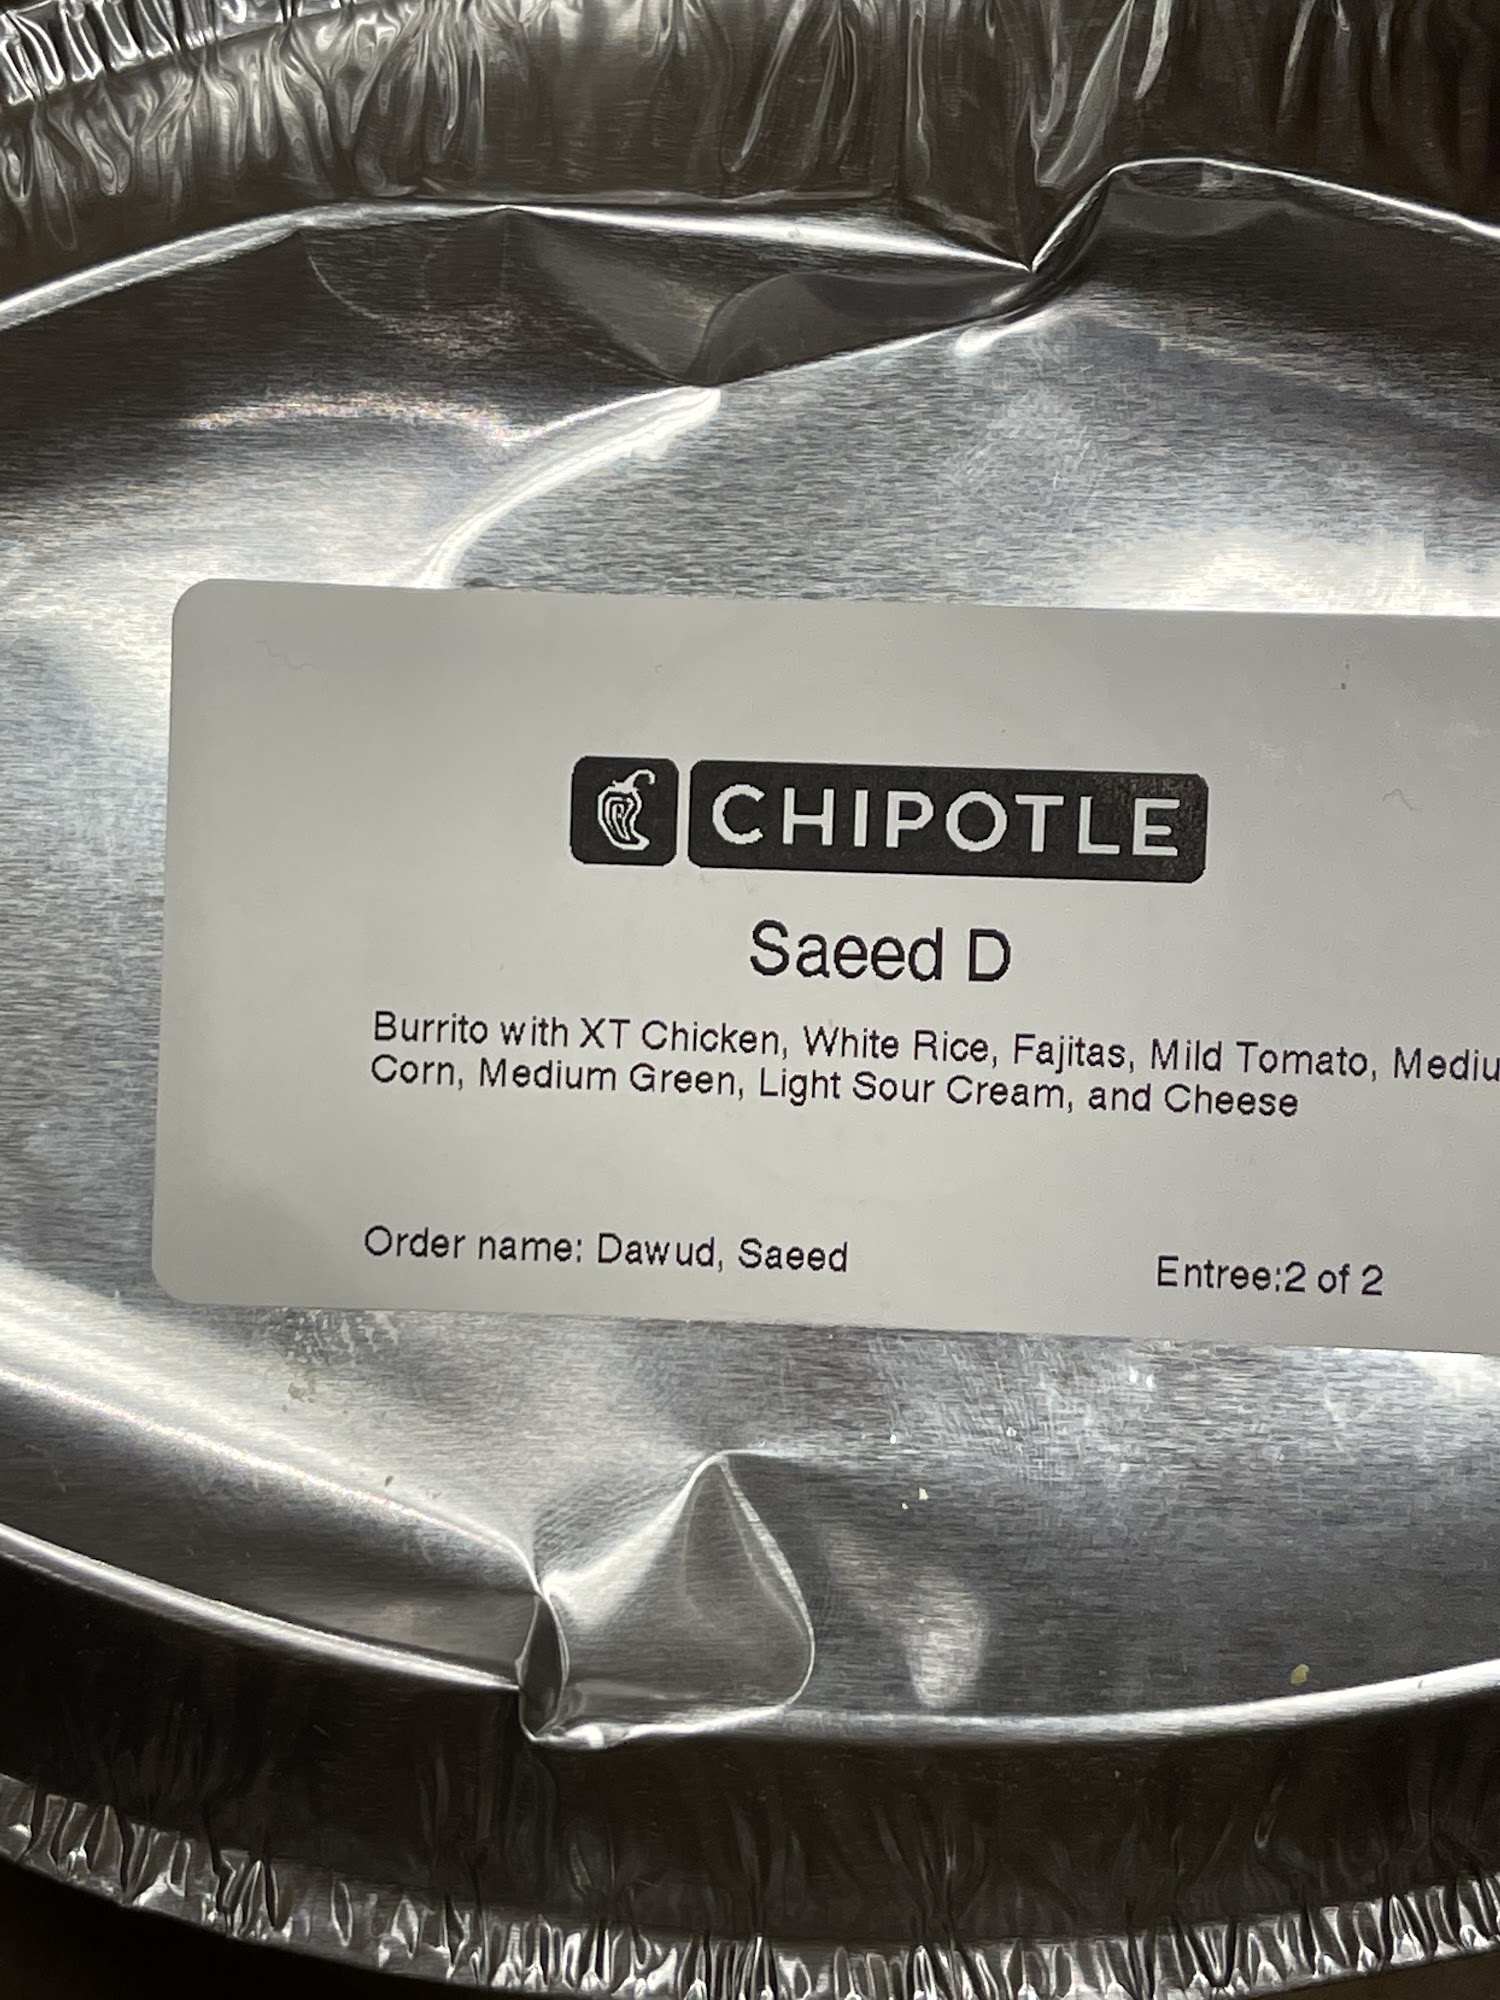 CHIPOTLE
Saeed D
Burrito with XT Chicken, White Rice, Fajitas, Mild Tomato, Mediu
Corn, Medium Green, Light Sour Cream, and Cheese
Order name: Dawud, Saeed
Entree:2 of 2